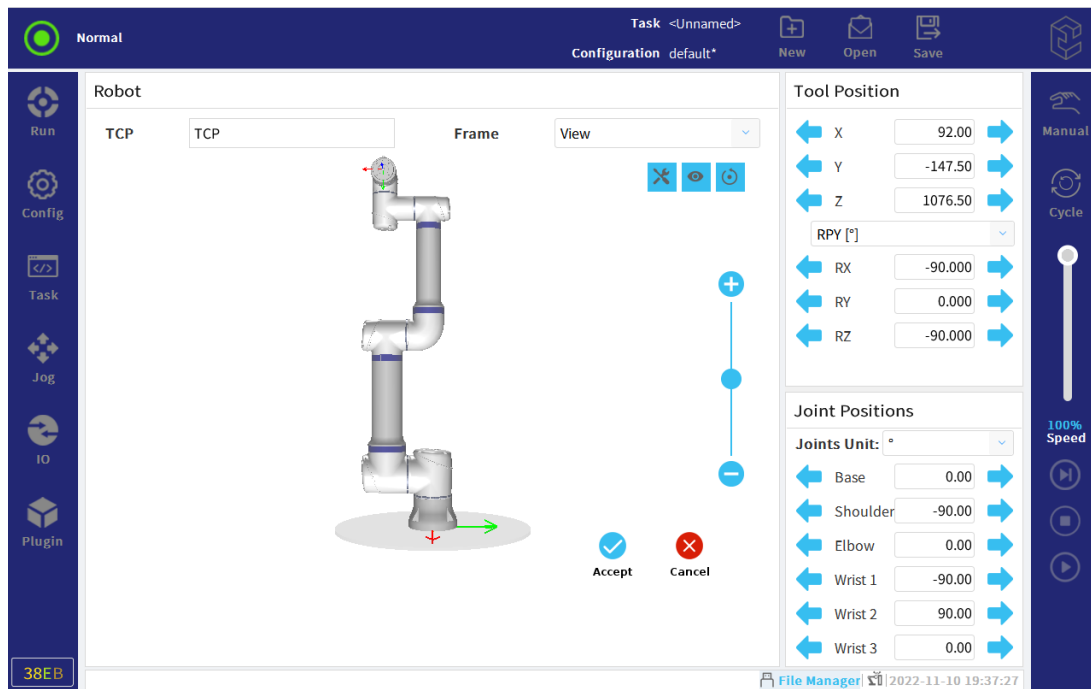 Normal
Task <Unnamed>
Configuration default*
New
Open
Save
Run
Config
Task
Jog
IO
Plugin
38EB
Robot
TCP TCP Frame View
Accept
Cancel
Tool Position
X 92.00
Y -147.50
Z 1076.50
RPY [°]
RX -90.000
RY 0.000
RZ -90.000
Joint Positions
Joints Unit: °
Base 0.00
Shoulder -90.00
Elbow 0.00
Wrist 1 -90.00
Wrist 2 90.00
Wrist 3 0.00
Manual
Cycle
100%
Speed
File Manager 2022-11-10 19:37:27